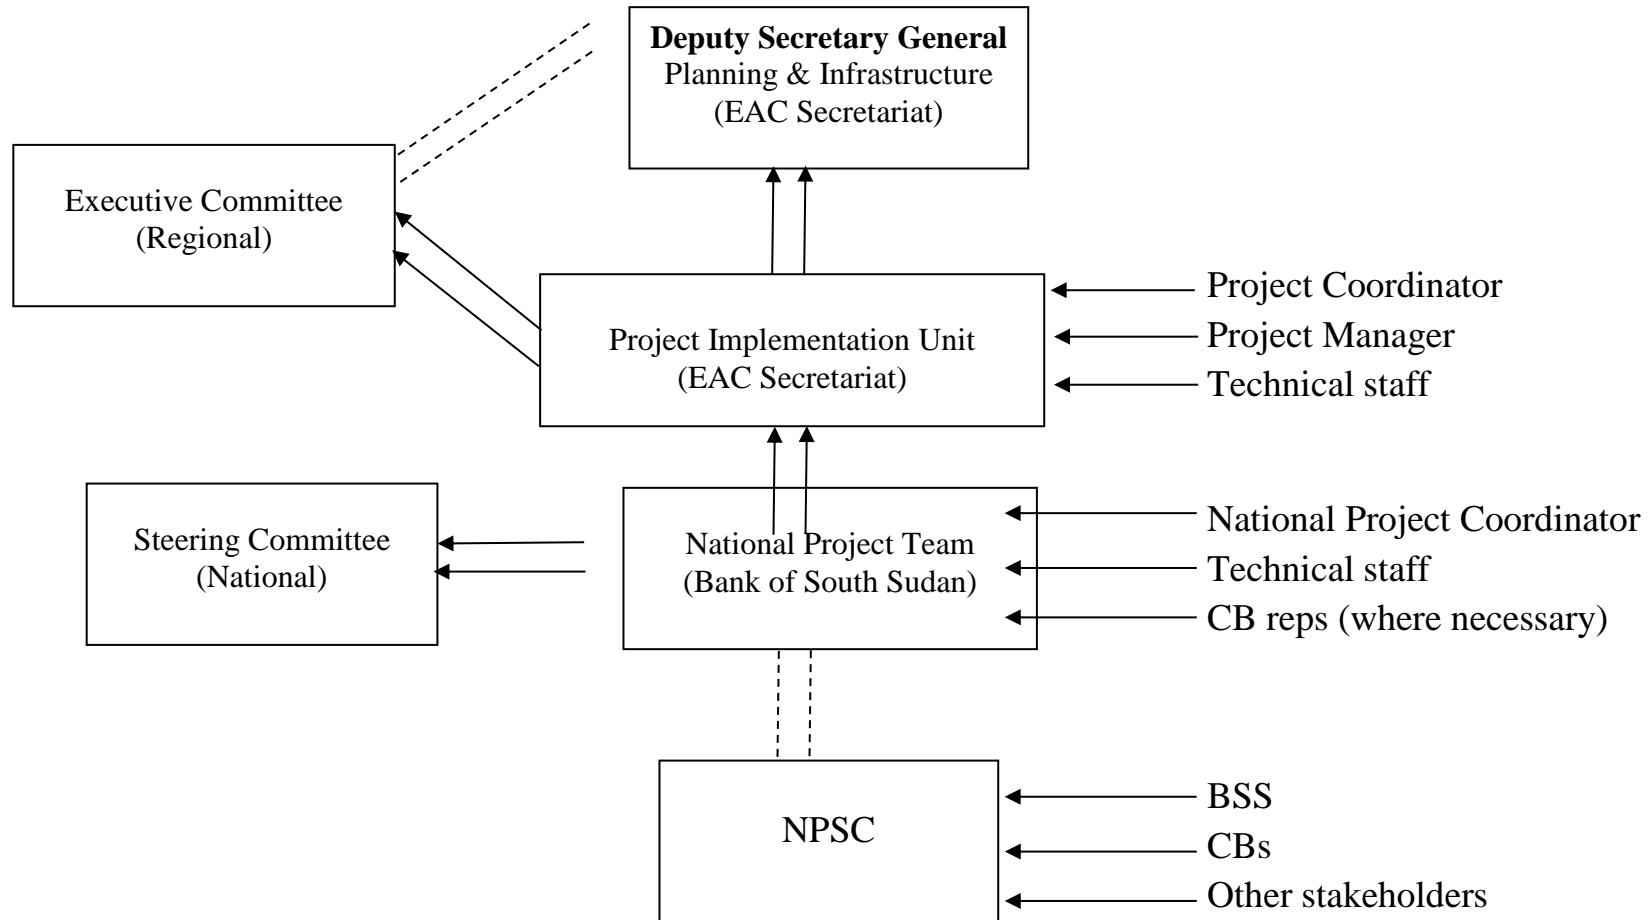 Deputy Secretary General
Planning & Infrastructure
(EAC Secretariat)
Executive Committee
(Regional)
Project Implementation Unit
(EAC Secretariat)
Project Coordinator
Project Manager
Technical staff
Steering Committee
(National)
National Project Team
(Bank of South Sudan)
National Project Coordinator
Technical staff
CB reps (where necessary)
NPSC
BSS
CBs
Other stakeholders